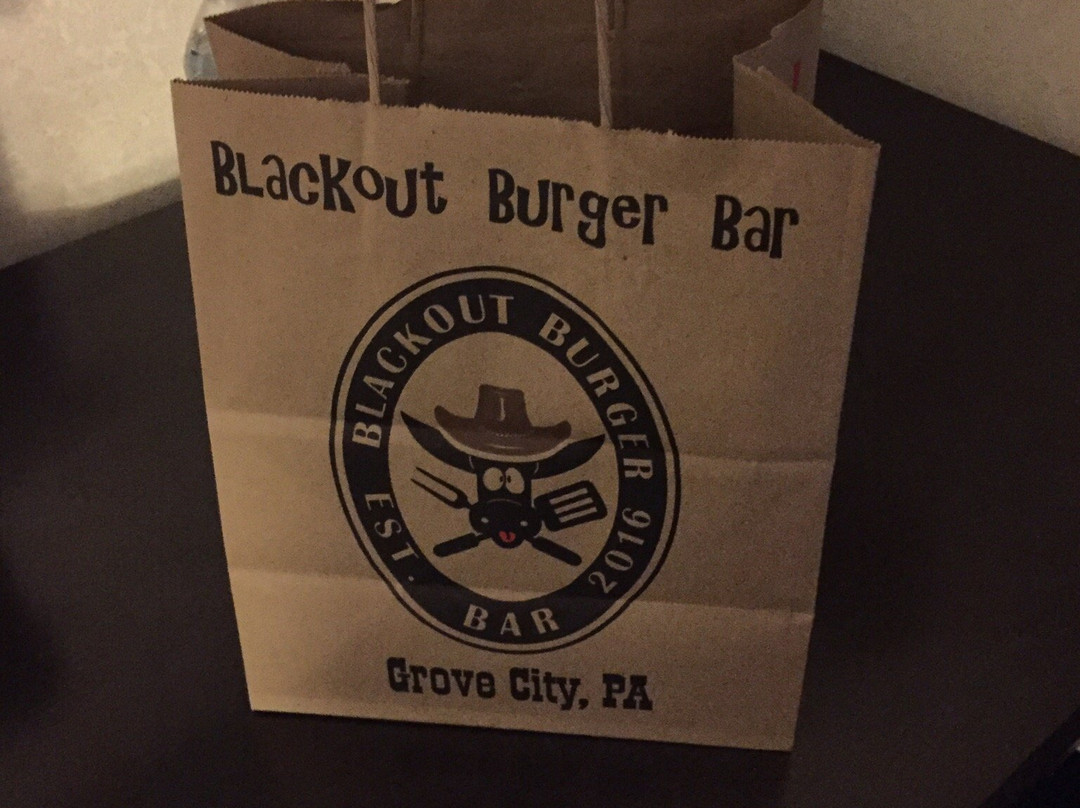 Blackout Burger Bar
BLACKOUT BURGER
EST. BAR 2016
Grove City, PA